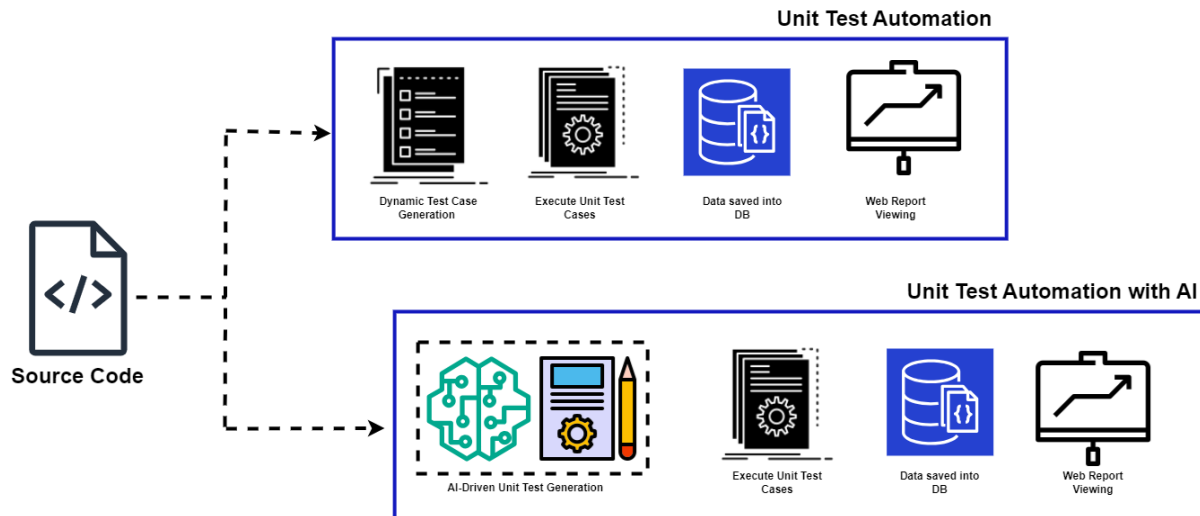 Unit Test Automation
Dynamic Test Case
Generation
Execute Unit Test
Cases
Data saved into
DB
Web Report
Viewing
</>
Source Code
Unit Test Automation with AI
AI-Driven Unit Test Generation
Execute Unit Test
Cases
Data saved into
DB
Web Report
Viewing